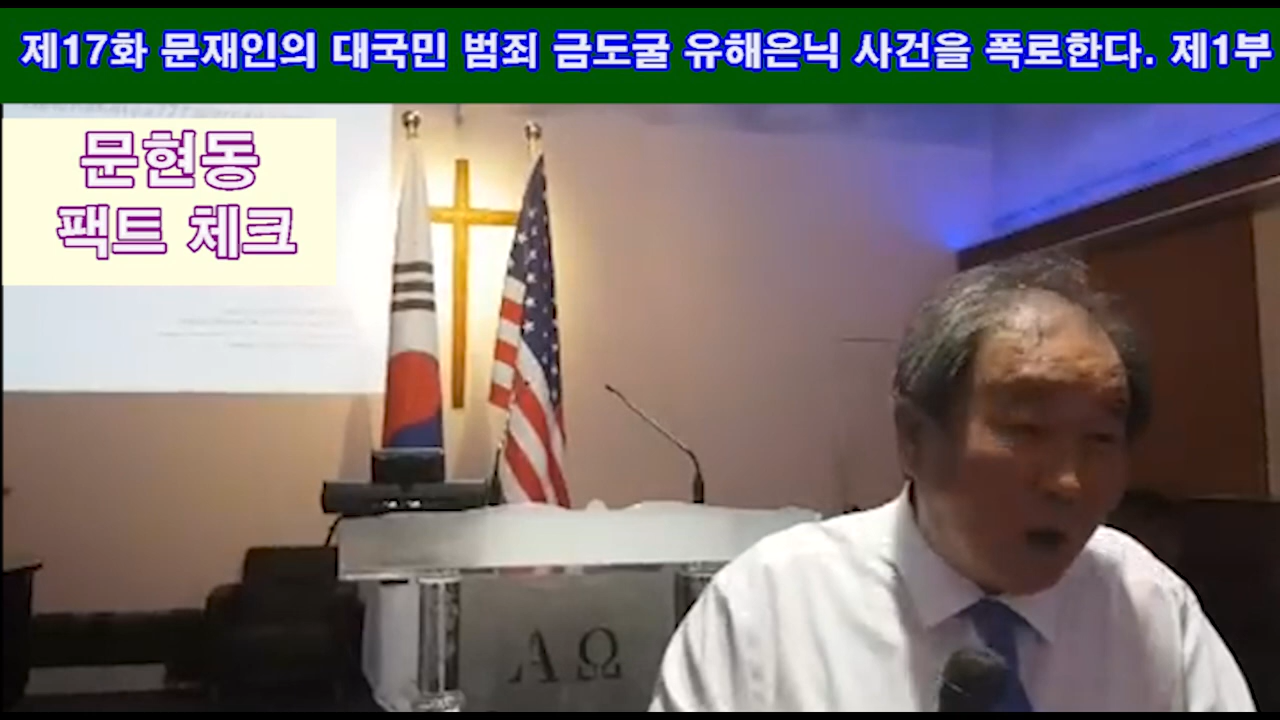 제17화 문재인의 대국민 범죄 금도굴 유해은닉 사건을 폭로한다. 제1부
문현동
팩트 체크
Α Ω